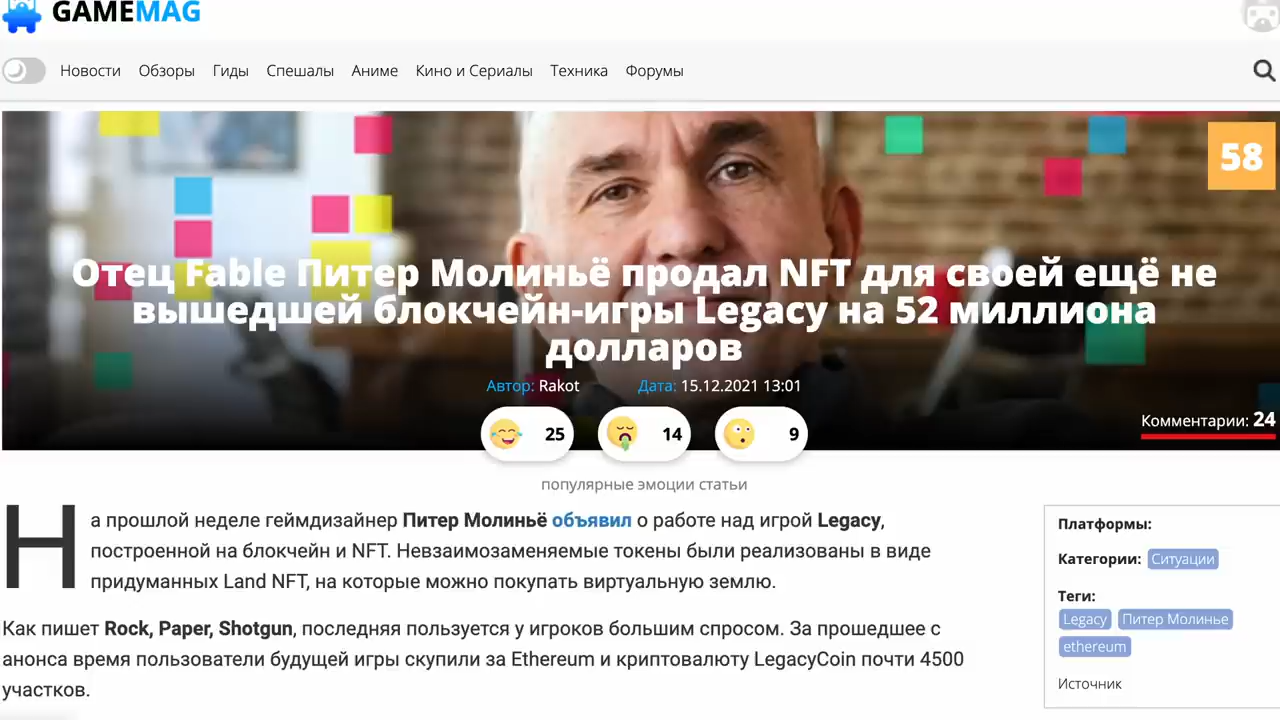 GAMEMAG
Новости Обзоры Гиды Спешалы Аниме Кино и Сериалы Техника Форумы
58
Отец Fable Питер Молиньё продал NFT для своей ещё не
вышедшей блокчейн-игры Legacy на 52 миллиона
долларов
Автор: Rakot Дата: 15.12.2021 13:01
Комментарии: 24
25 14 9
популярные эмоции статьи
На прошлой неделе геймдизайнер Питер Молиньё объявил о работе над игрой Legacy,
построенной на блокчейн и NFT. Невзаимозаменяемые токены были реализованы в виде
придуманных Land NFT, на которые можно покупать виртуальную землю.
Как пишет Rock, Paper, Shotgun, последняя пользуется у игроков большим спросом. За прошедшее с
анонса время пользователи будущей игры скупили за Ethereum и криптовалюту LegacyCoin почти 4500
участков.
Платформы:
Категории: Ситуации
Теги:
Legacy Питер Молинье
ethereum
Источник